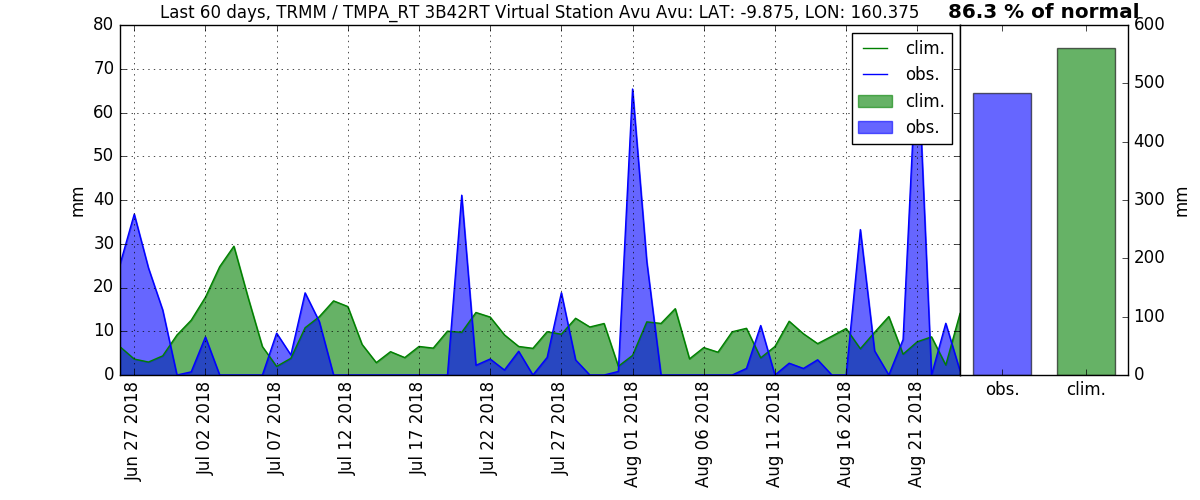 Last 60 days, TRMM / TMPA_RT 3B42RT Virtual Station Avu Avu: LAT: -9.875, LON: 160.375
86.3 % of normal
80
70
60
50
40
30
20
10
0
mm
clim.
obs.
clim.
obs.
600
500
400
300
200
100
0
mm
obs.
clim.
Jun 27 2018
Jul 02 2018
Jul 07 2018
Jul 12 2018
Jul 17 2018
Jul 22 2018
Jul 27 2018
Aug 01 2018
Aug 06 2018
Aug 11 2018
Aug 16 2018
Aug 21 2018